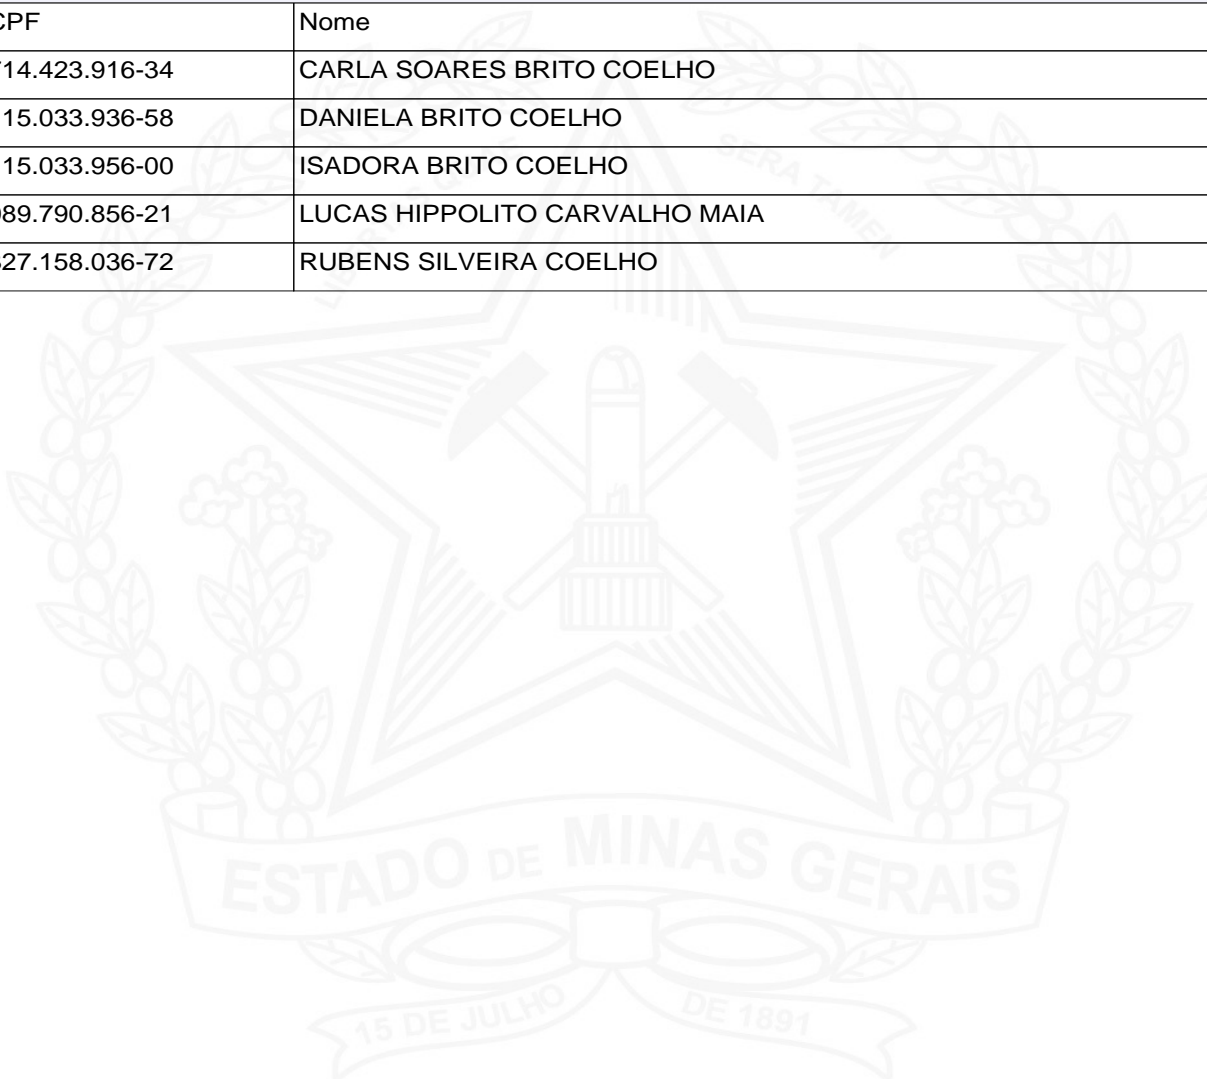 CPF Nome
14.423.916-34 CARLA SOARES BRITO COELHO
15.033.936-58 DANIELA BRITO COELHO
15.033.956-00 ISADORA BRITO COELHO
89.790.856-21 LUCAS HIPPOLITO CARVALHO MAIA
27.158.036-72 RUBENS SILVEIRA COELHO
SERA TAMEN
ESTADO DE MINAS GERAIS
15 DE JULHO DE 1891